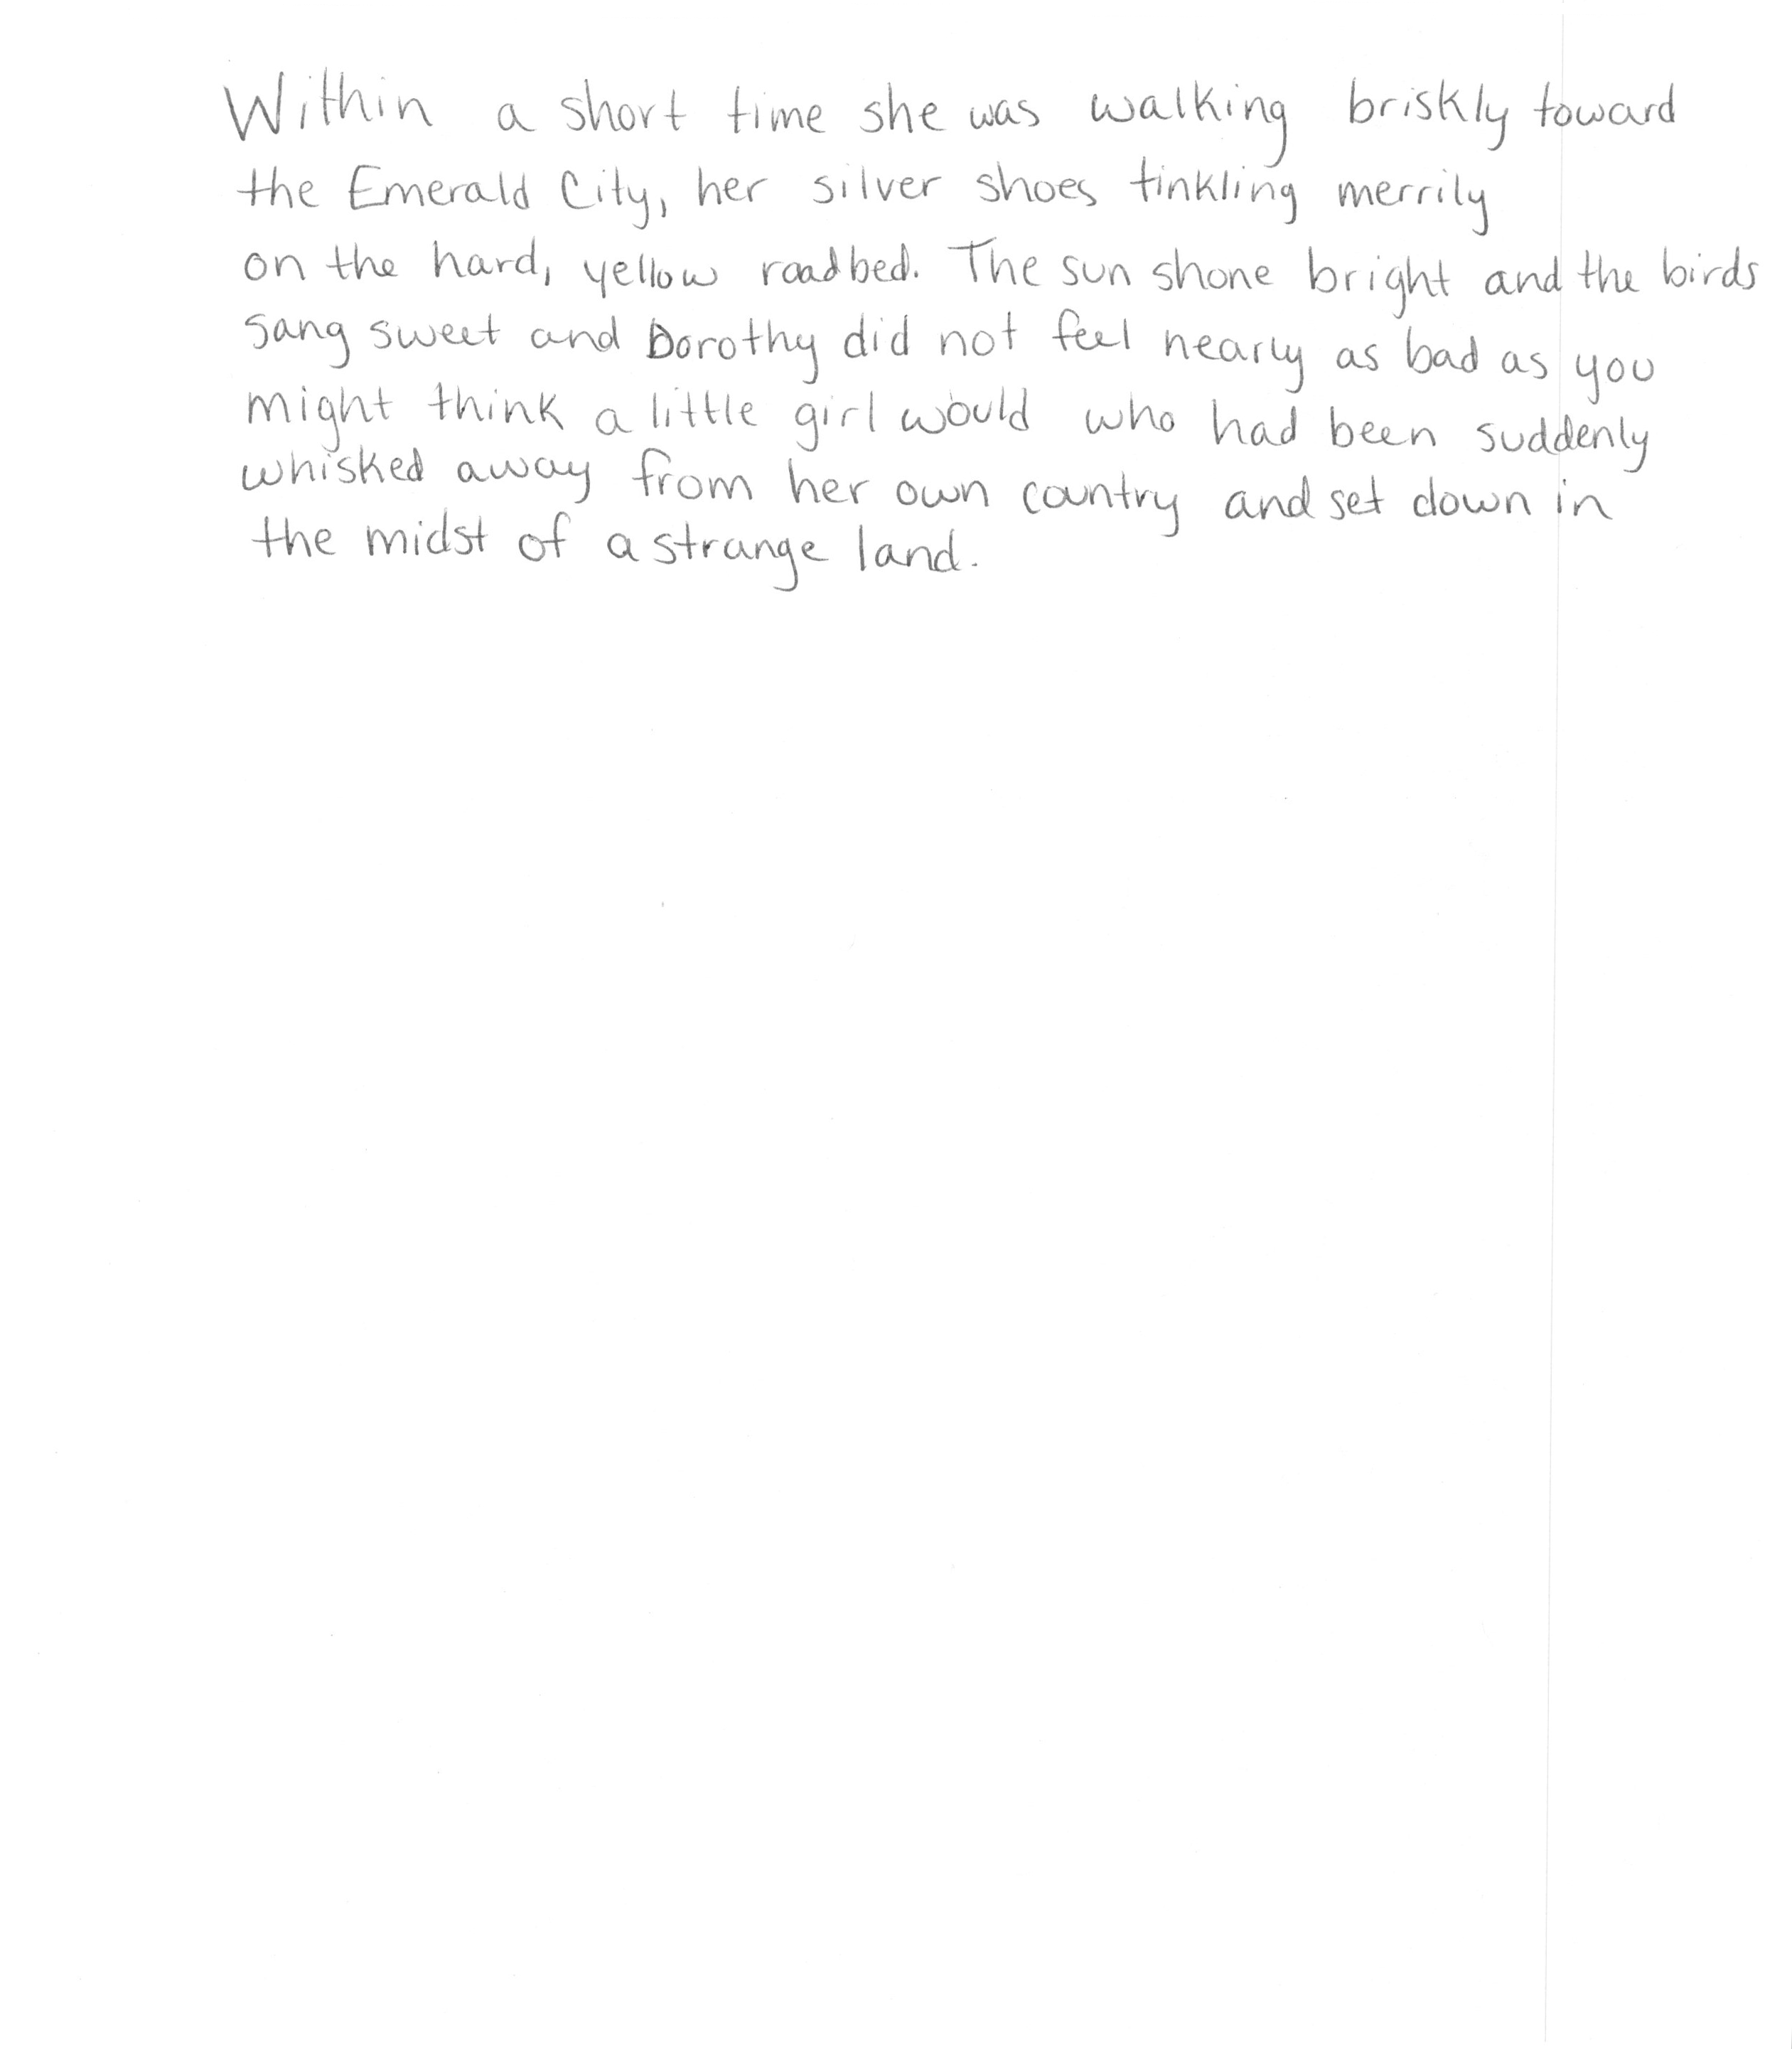 Within a short time she was walking briskly toward
the Emerald City, her silver shoes tinkling merrily
on the hard, yellow roadbed. The sun shone bright and the birds
sang sweet and Dorothy did not feel nearly as bad as you
might think a little girl would who had been suddenly
whisked away from her own country and set down in
the midst of a strange land.